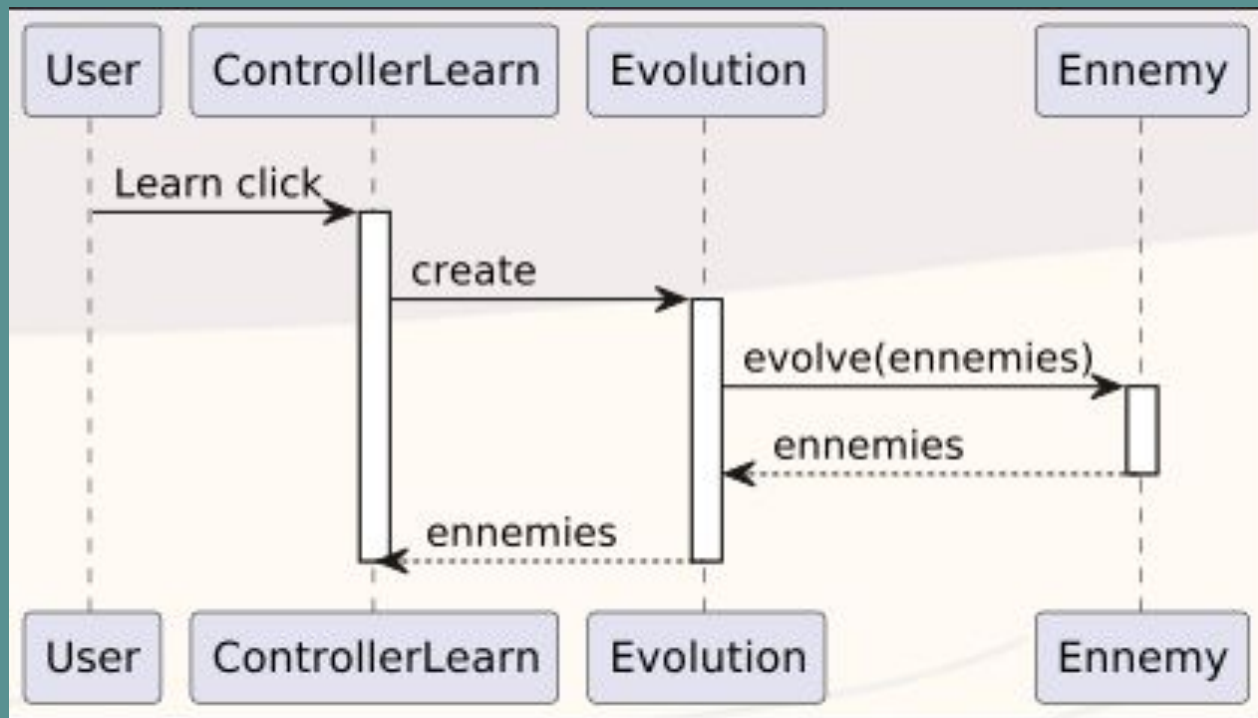 User ControllerLearn Evolution Ennemy
Learn click
create
evolve(ennemies)
ennemies
ennemies
User ControllerLearn Evolution Ennemy